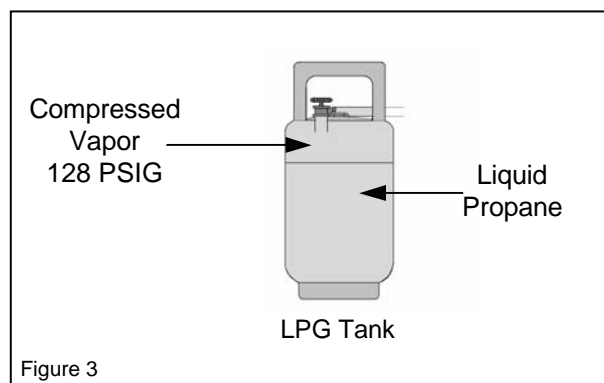 Compressed
Vapor
128 PSIG
Liquid
Propane
LPG Tank
Figure 3